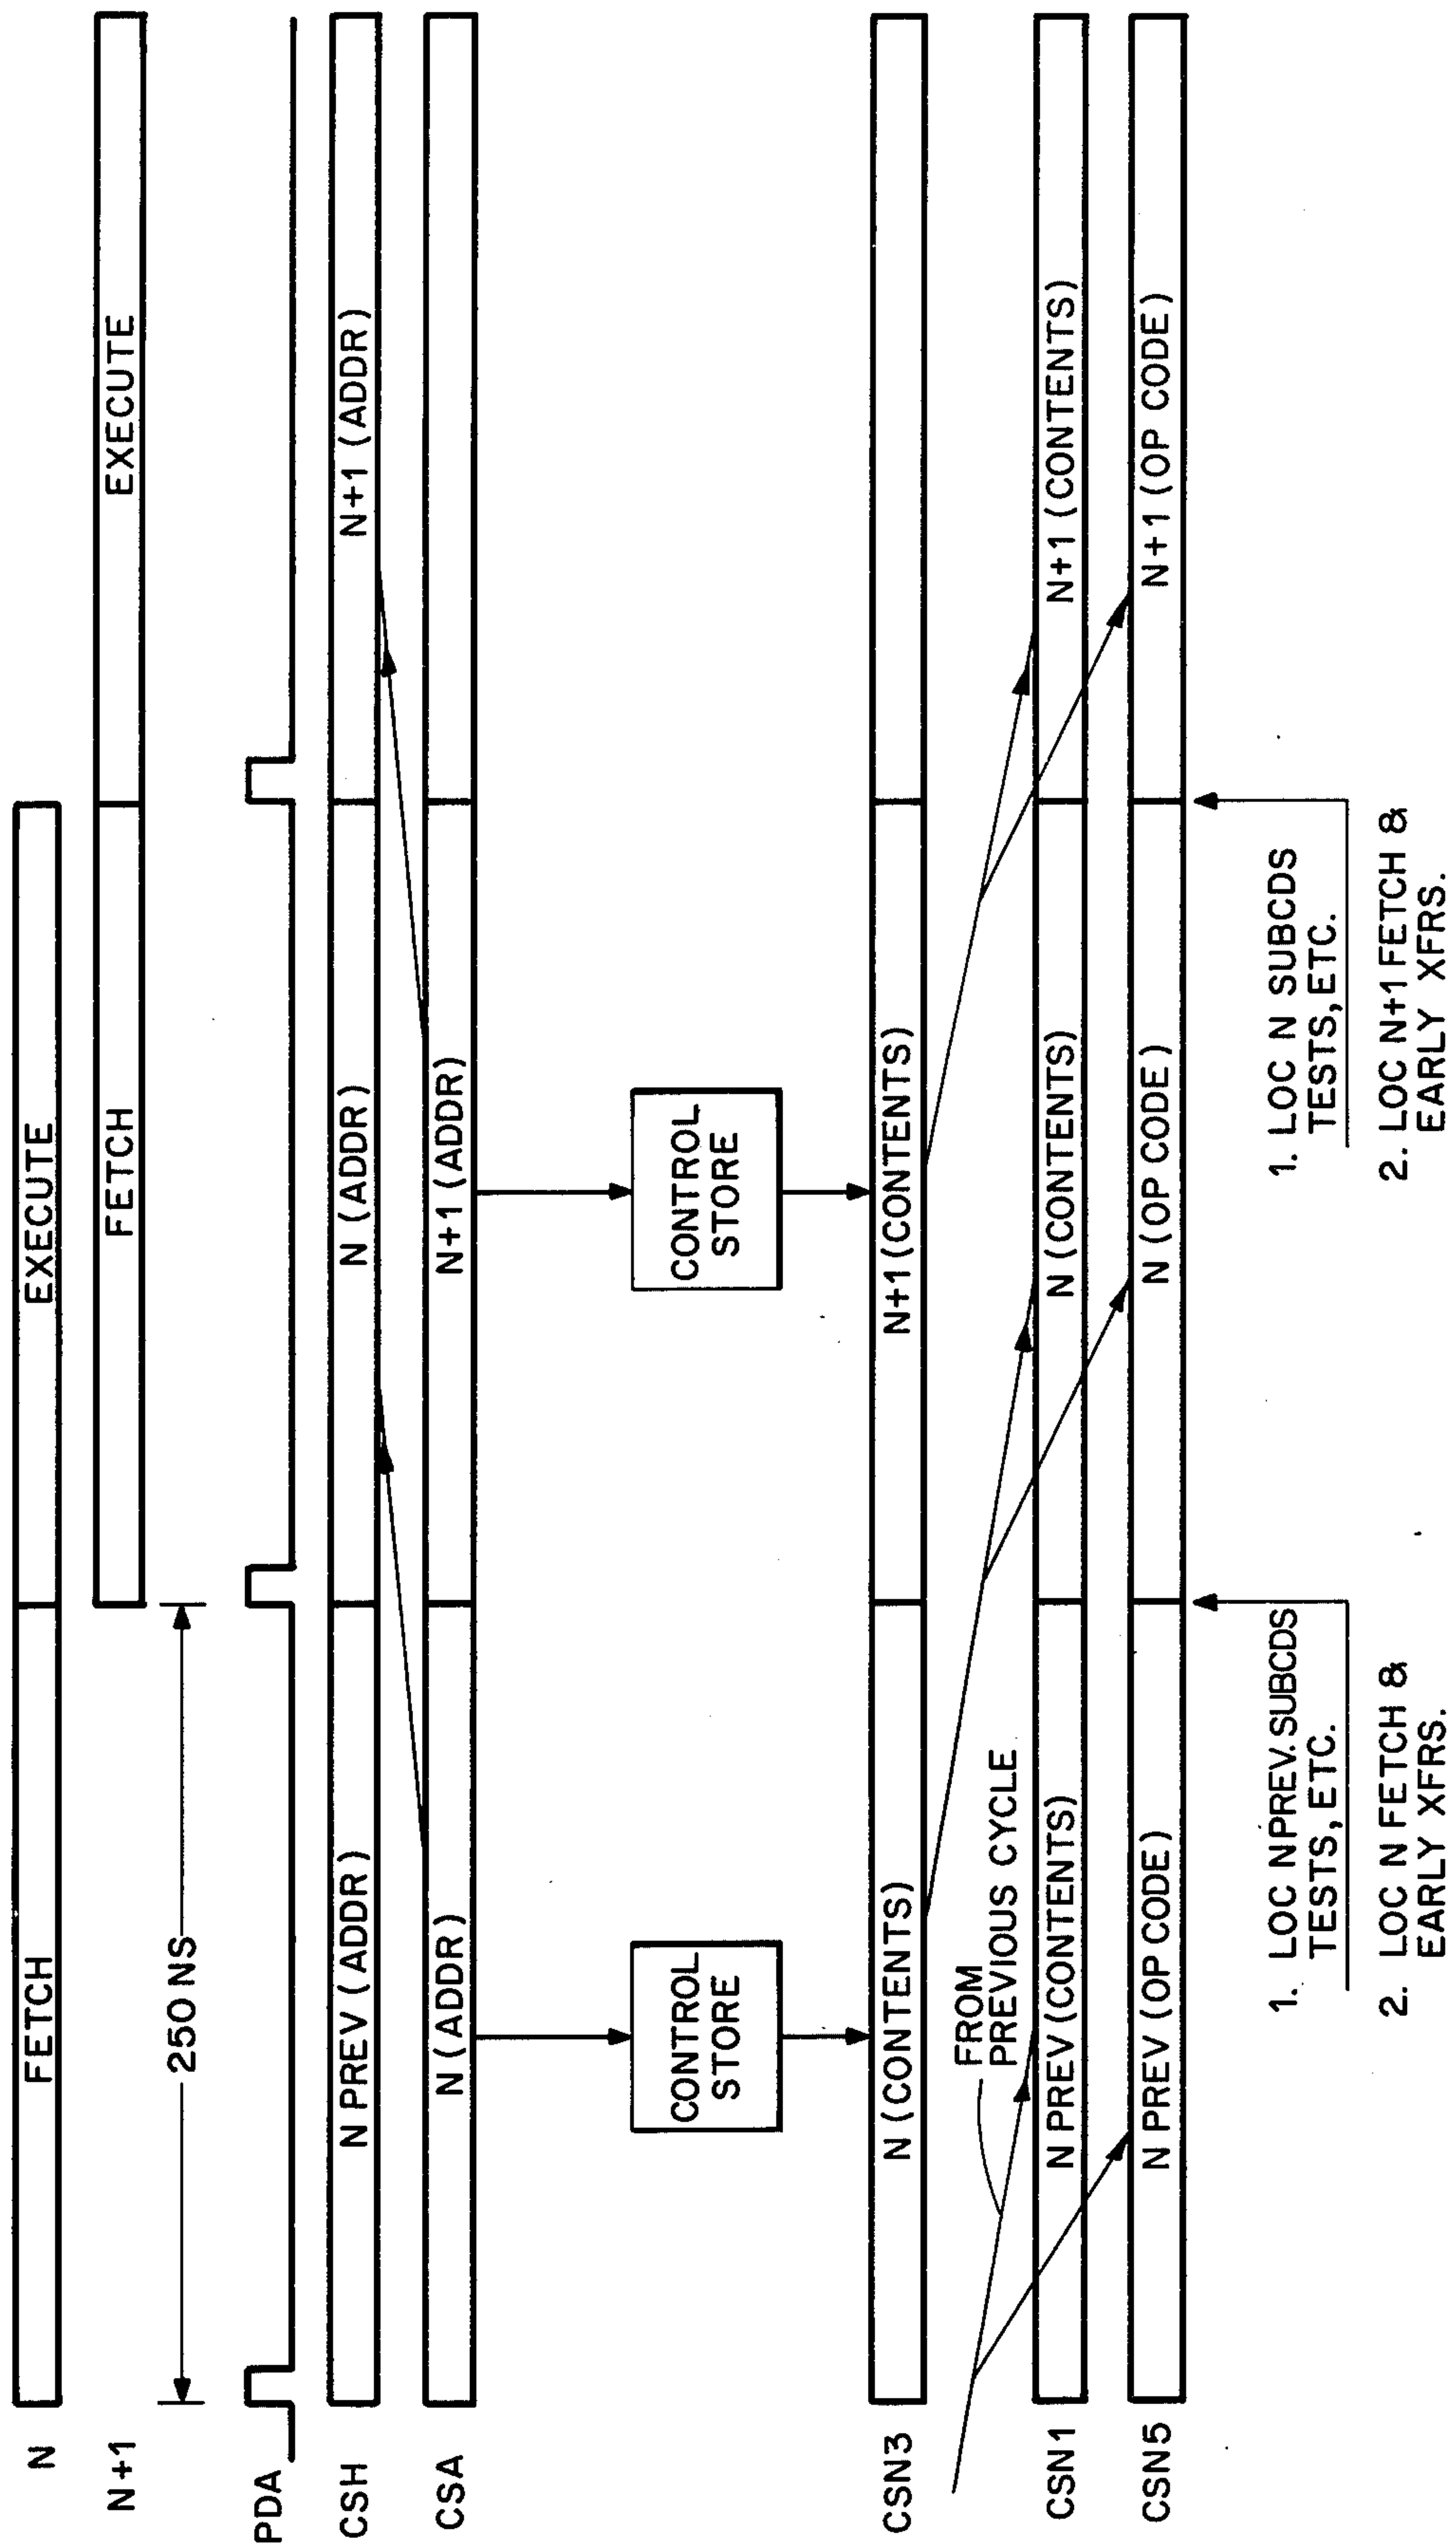 N
FETCH
EXECUTE
N+1
FETCH
EXECUTE
250 NS
PDA
CSH
N PREV (ADDR)
N (ADDR)
N+1 (ADDR)
CSA
N (ADDR)
N+1 (ADDR)
CONTROL
STORE
CONTROL
STORE
CSN3
N (CONTENTS)
N+1 (CONTENTS)
FROM
PREVIOUS CYCLE
CSN1
N PREV (CONTENTS)
N (CONTENTS)
N+1 (CONTENTS)
CSN5
N PREV (OP CODE)
N (OP CODE)
N+1 (OP CODE)
1. LOC N PREV. SUBCDS
TESTS, ETC.
2. LOC N FETCH &
EARLY XFRS.
1. LOC N SUBCDS
TESTS, ETC.
2. LOC N+1 FETCH &
EARLY XFRS.